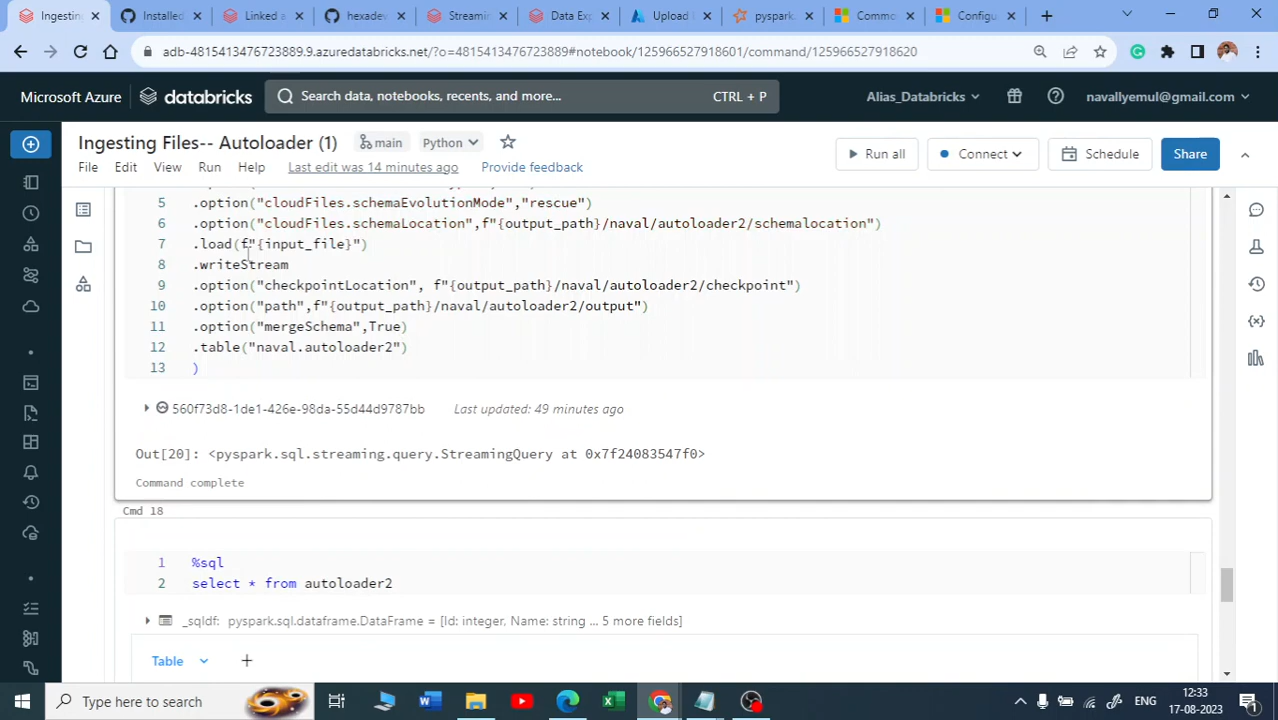 Ingesting
Installed
Linked a
hexadev
Streamin
Data Exp
Upload
pyspark.
Commo
Configu
adb-4815413476723889.9.azuredatabricks.net/?o=4815413476723889#notebook/125966527918601/command/125966527918620
Microsoft Azure
databricks
Search data, notebooks, recents, and more...
CTRL + P
Alias_Databricks
navallyemul@gmail.com
Ingesting Files-- Autoloader (1)
main
Python
Run all
Connect
Schedule
Share
File
Edit
View
Run
Help
Last edit was 14 minutes ago
Provide feedback
5 .option("cloudFiles.schemaEvolutionMode","rescue")
6 .option("cloudFiles.schemaLocation",f"{output_path}/naval/autoloader2/schemalocation")
7 .load(f"{input_file}")
8 .writeStream
9 .option("checkpointLocation", f"{output_path}/naval/autoloader2/checkpoint")
10 .option("path",f"{output_path}/naval/autoloader2/output")
11 .option("mergeSchema",True)
12 .table("naval.autoloader2")
13 )
560f73d8-1de1-426e-98da-55d44d9787bb Last updated: 49 minutes ago
Out[20]: <pyspark.sql.streaming.query.StreamingQuery at 0x7f24083547f0>
Command complete
Cmd 18
1 %sql
2 select * from autoloader2
_sqldf: pyspark.sql.dataframe.DataFrame = [Id: integer, Name: string ... 5 more fields]
Table
Type here to search
ENG
12:33
17-08-2023